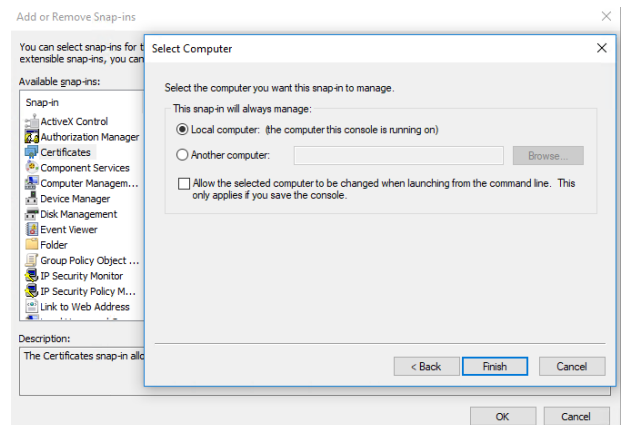 Add or Remove Snap-ins
You can select snap-ins for t
extensible snap-ins, you can
Available snap-ins:
Snap-in
ActiveX Control
Authorization Manager
Certificates
Component Services
Computer Managem...
Device Manager
Disk Management
Event Viewer
Folder
Group Policy Object ...
IP Security Monitor
IP Security Policy M...
Link to Web Address
Description:
The Certificates snap-in allo
OK
Cancel
Select Computer
Select the computer you want this snap-in to manage.
This snap-in will always manage:
Local computer: (the computer this console is running on)
Another computer:
Browse...
Allow the selected computer to be changed when launching from the command line. This
only applies if you save the console.
< Back
Finish
Cancel